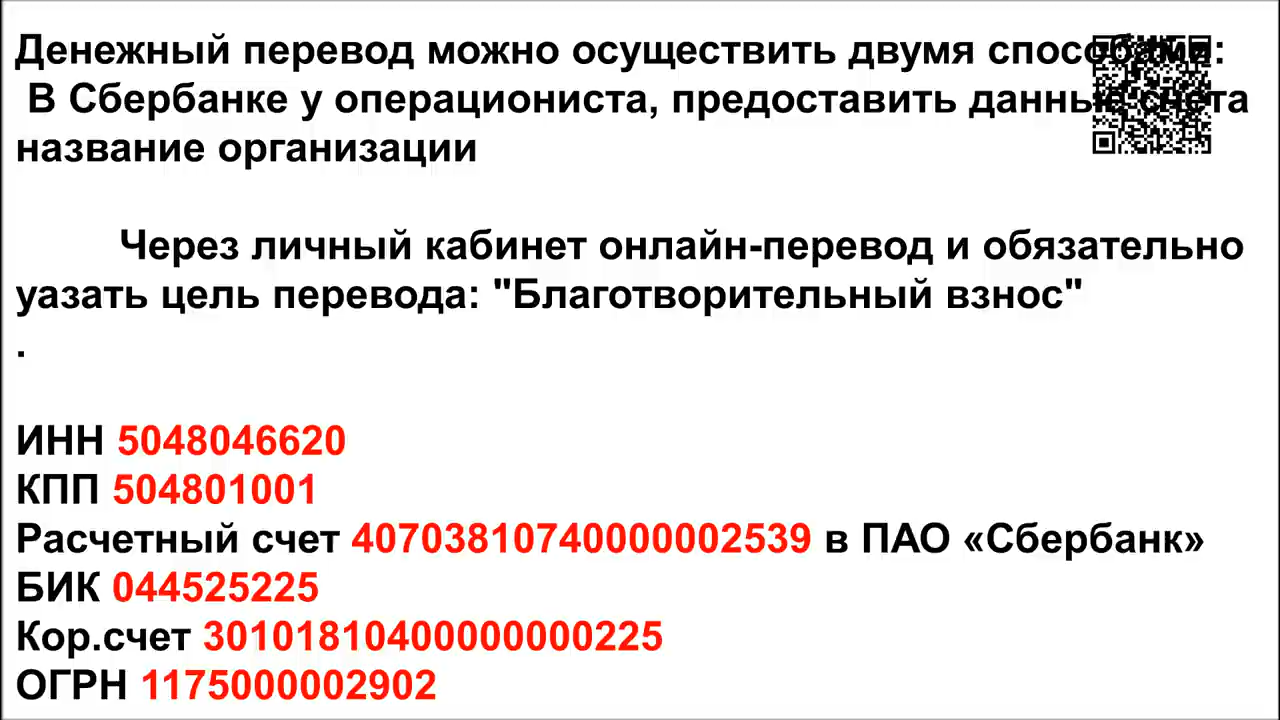 Денежный перевод можно осуществить двумя способами:
В Сбербанке у операциониста, предоставить данные счета
название организации
Через личный кабинет онлайн-перевод и обязательно
уазать цель перевода: "Благотворительный взнос"
.
ИНН 5048046620
КПП 504801001
Расчетный счет 40703810740000002539 в ПАО «Сбербанк»
БИК 044525225
Кор.счет 30101810400000000225
ОГРН 1175000002902